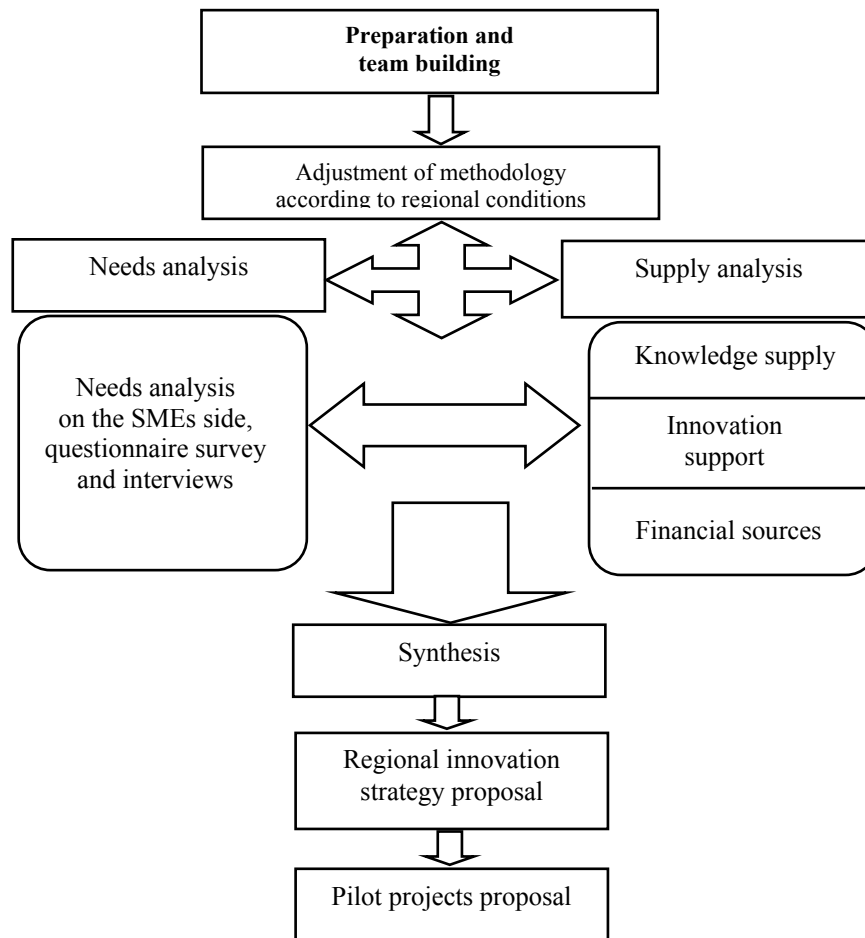 Preparation and
team building
Adjustment of methodology
according to regional conditions
Needs analysis
Supply analysis
Needs analysis
on the SMEs side,
questionnaire survey
and interviews
Knowledge supply
Innovation
support
Financial sources
Synthesis
Regional innovation
strategy proposal
Pilot projects proposal